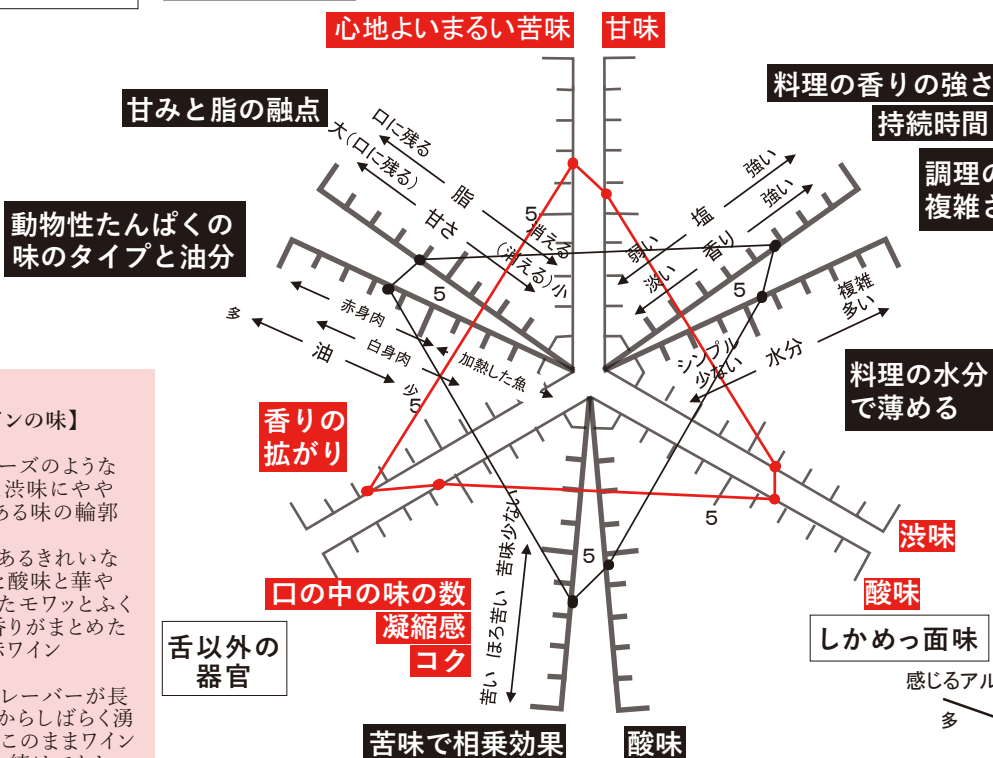 心地よいまるい苦味
甘味
甘みと脂の融点
料理の香りの強さ
持続時間
調理の
複雑さ
動物性たんぱくの
味のタイプと油分
口に残る
脂
消える
大(口に残る)
甘さ
(消える)小
強い
塩
弱い
強い
香り
淡い
5
5
5
赤身肉
白身肉
加熱した魚
多
油
少
5
シンプル
複雑
少ない
水分
多い
料理の水分
で薄める
香りの
拡がり
インの味】
ーズのような
渋味にやや
ある味の輪郭
あるきれいな
と酸味と華や
たモワッとふく
香りがまとめた
赤ワイン
レーバーが長
からしばらく湧
このままワイン
口の中の味の数
凝縮感
コク
苦い ほろ苦い 苦味少ない
5
5
渋味
酸味
しかめっ面味
感じるアル
多
舌以外の
器官
苦味で相乗効果
酸味